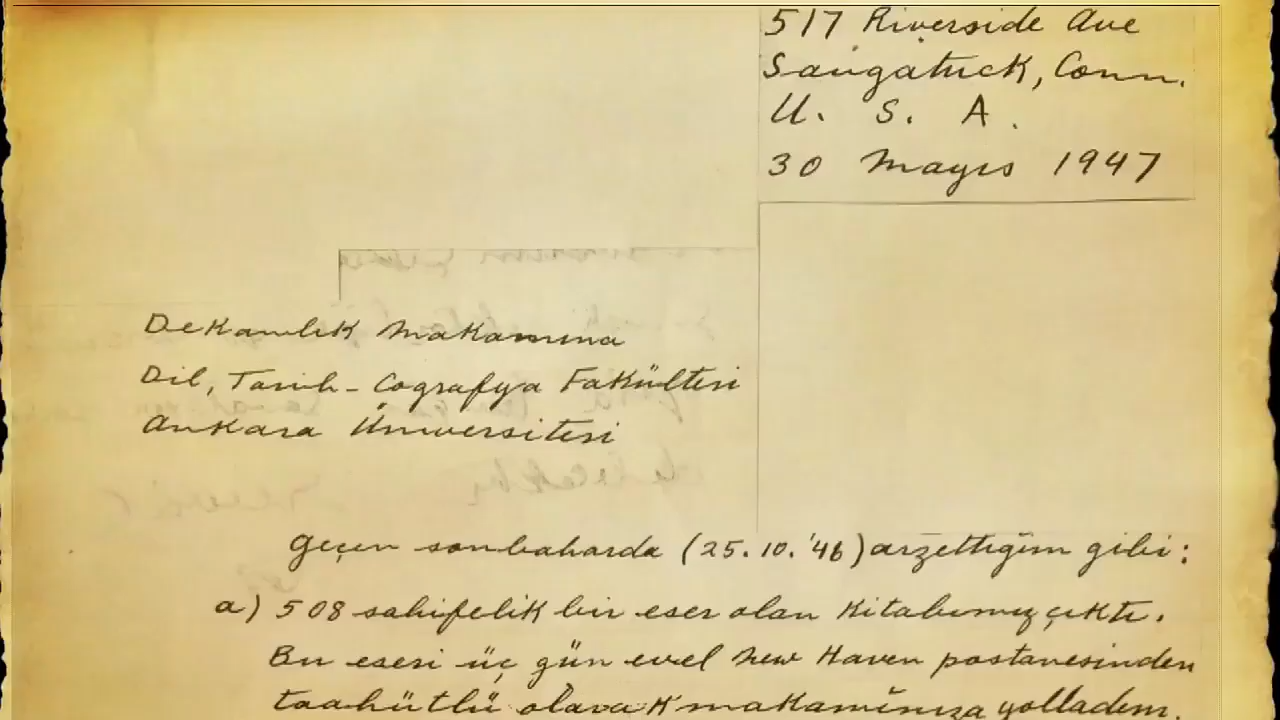 517 Riverside Ave
Saugatuck, Conn.
U. S. A.
30 Mayıs 1947
Dekanlık Makamına
Dil, Tarih-Cografya Fakültesi
Ankara Üniversitesi
Geçen sonbaharda (25.10.'46) arzettiğim gibi:
a) 508 sahifelik bir eser olan kitabımız çıktı.
Bu eseri üç gün evel New Haven postanesinden
taahütlü olarak makamınıza yolladım.